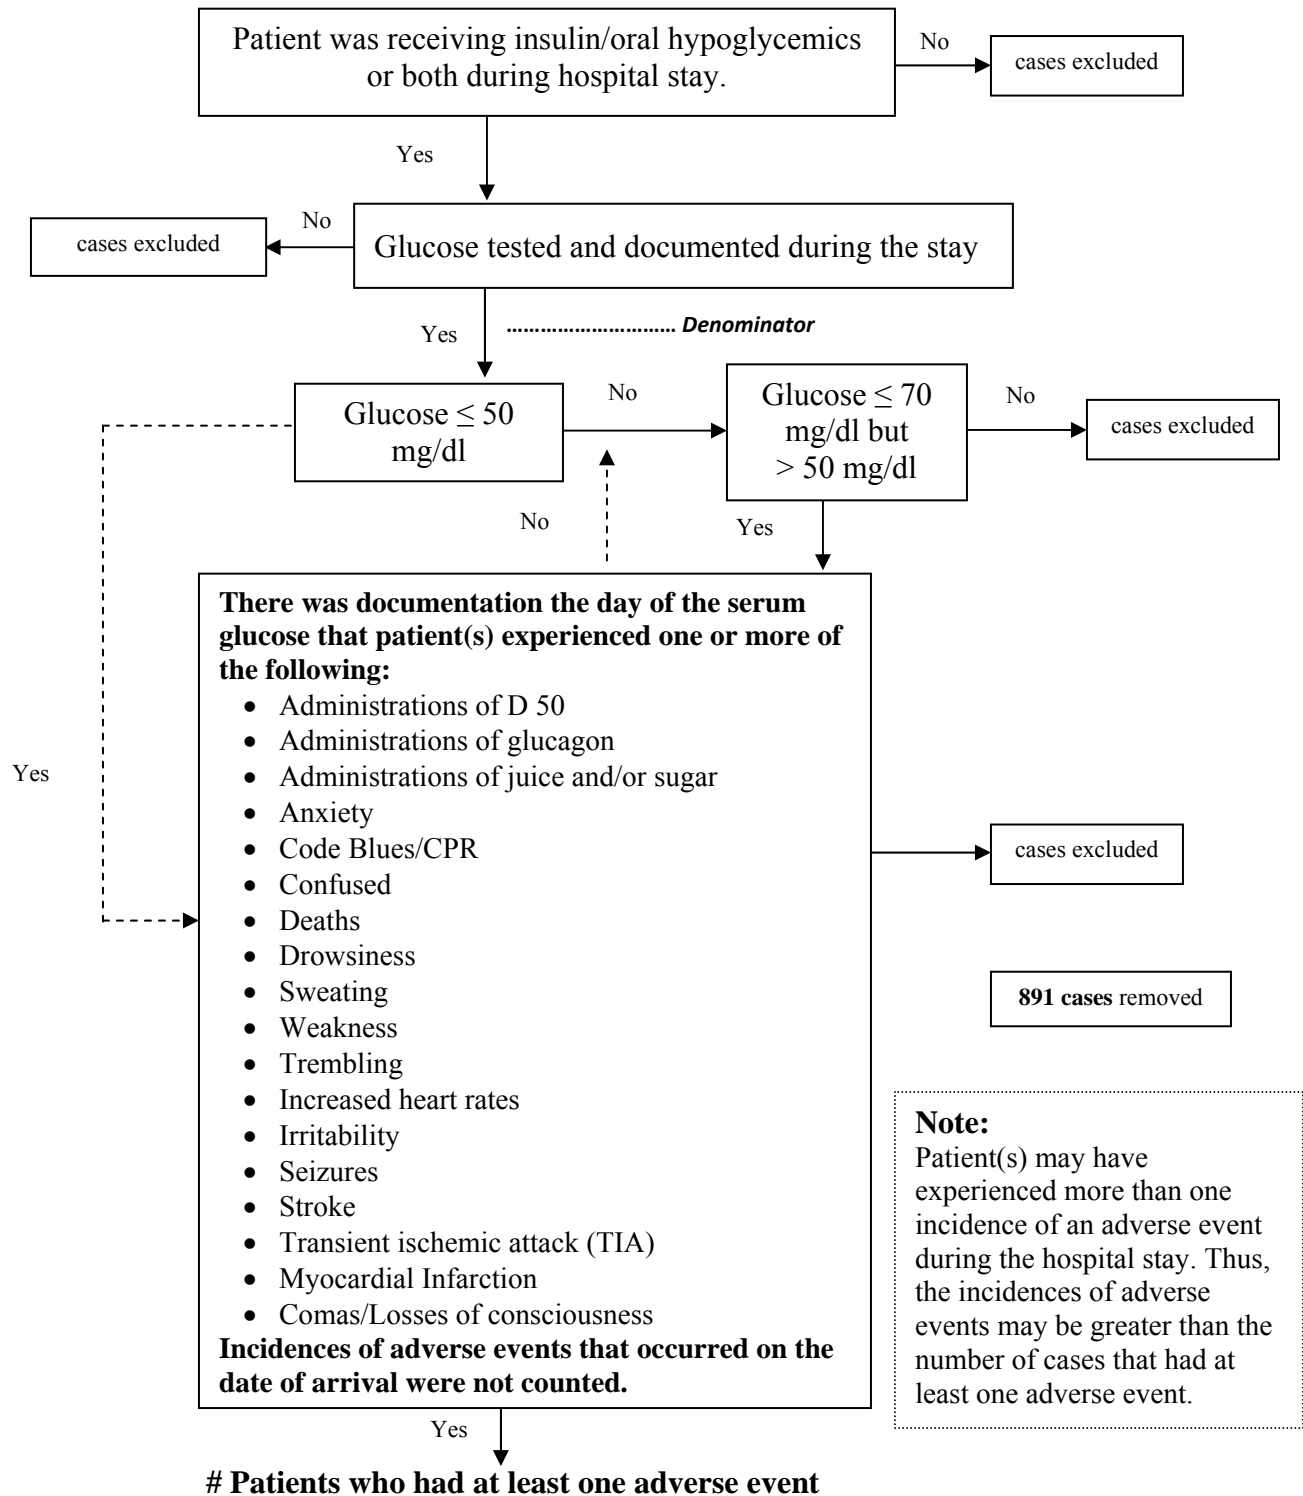 Patient was receiving insulin/oral hypoglycemics
or both during hospital stay.
No
cases excluded
Yes
cases excluded
No
Glucose tested and documented during the stay
Yes
………………………… Denominator
Glucose ≤ 50
mg/dl
No
Glucose ≤ 70
mg/dl but
> 50 mg/dl
No
cases excluded
No
Yes
There was documentation the day of the serum
glucose that patient(s) experienced one or more of
the following:
• Administrations of D 50
• Administrations of glucagon
• Administrations of juice and/or sugar
• Anxiety
• Code Blues/CPR
• Confused
• Deaths
• Drowsiness
• Sweating
• Weakness
• Trembling
• Increased heart rates
• Irritability
• Seizures
• Stroke
• Transient ischemic attack (TIA)
• Myocardial Infarction
• Comas/Losses of consciousness
Incidences of adverse events that occurred on the
date of arrival were not counted.
Yes
cases excluded
891 cases removed
Note:
Patient(s) may have
experienced more than one
incidence of an adverse event
during the hospital stay. Thus,
the incidences of adverse
events may be greater than the
number of cases that had at
least one adverse event.
Yes
# Patients who had at least one adverse event